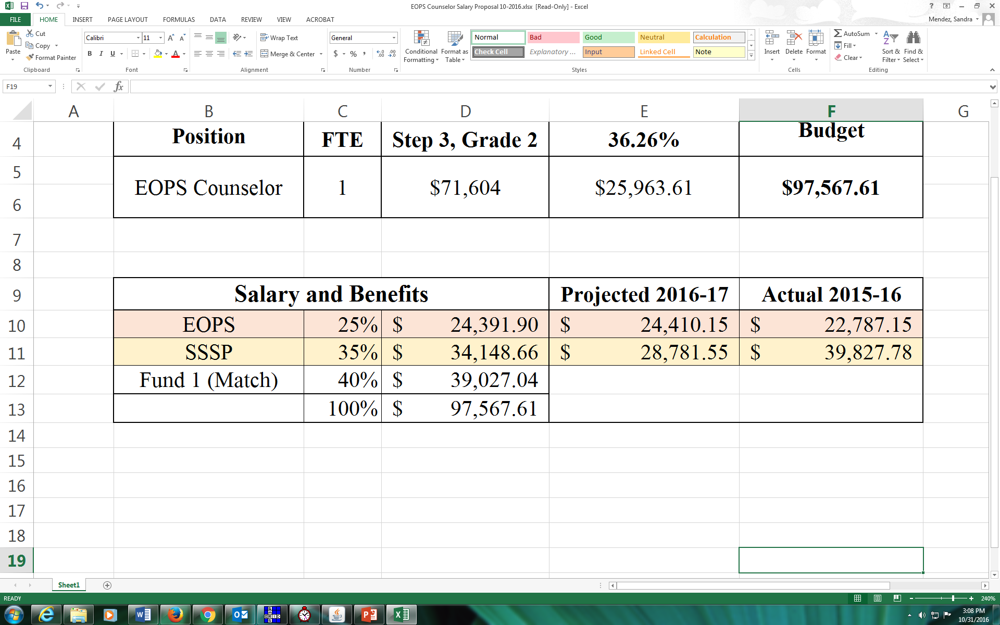 EOPS Counselor Salary Proposal 10-2016.xlsx [Read-Only] - Excel
FILE HOME INSERT PAGE LAYOUT FORMULAS DATA REVIEW VIEW ACROBAT Mendez, Sandra
Paste Cut Copy Format Painter Clipboard
Calibri 11 B I U Font
Wrap Text Merge & Center Alignment
General $ % , Number
Conditional Formatting Format as Table
Normal Bad Good Neutral Calculation
Check Cell Explanatory ... Input Linked Cell Note
Styles
Insert Delete Format Cells
AutoSum Fill Clear Sort & Filter Find & Select Editing
F19 fx
A B C D E F G
4 Position FTE Step 3, Grade 2 36.26% Budget
5
EOPS Counselor 1 $71,604 $25,963.61 $97,567.61
6
7
8
9 Salary and Benefits Projected 2016-17 Actual 2015-16
10 EOPS 25% $ 24,391.90 $ 24,410.15 $ 22,787.15
11 SSSP 35% $ 34,148.66 $ 28,781.55 $ 39,827.78
12 Fund 1 (Match) 40% $ 39,027.04
13 100% $ 97,567.61
14
15
16
17
18
19
Sheet1
READY 240%
3:08 PM
10/31/2016